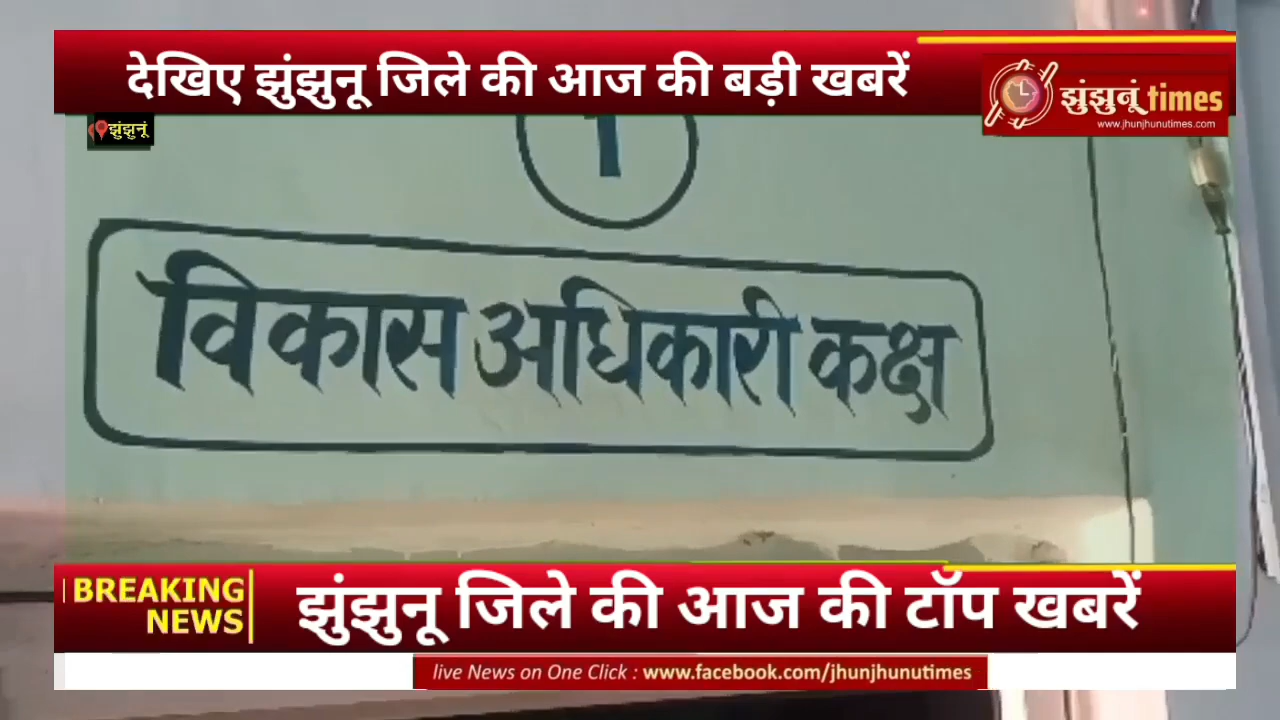 देखिए झुंझुनू जिले की आज की बड़ी खबरें
झुंझुनूं times
www.jhunjhunutimes.com
झुंझुनूं
1
विकास अधिकारी कक्ष
BREAKING NEWS
झुंझुनू जिले की आज की टॉप खबरें
live News on One Click : www.facebook.com/jhunjhunutimes